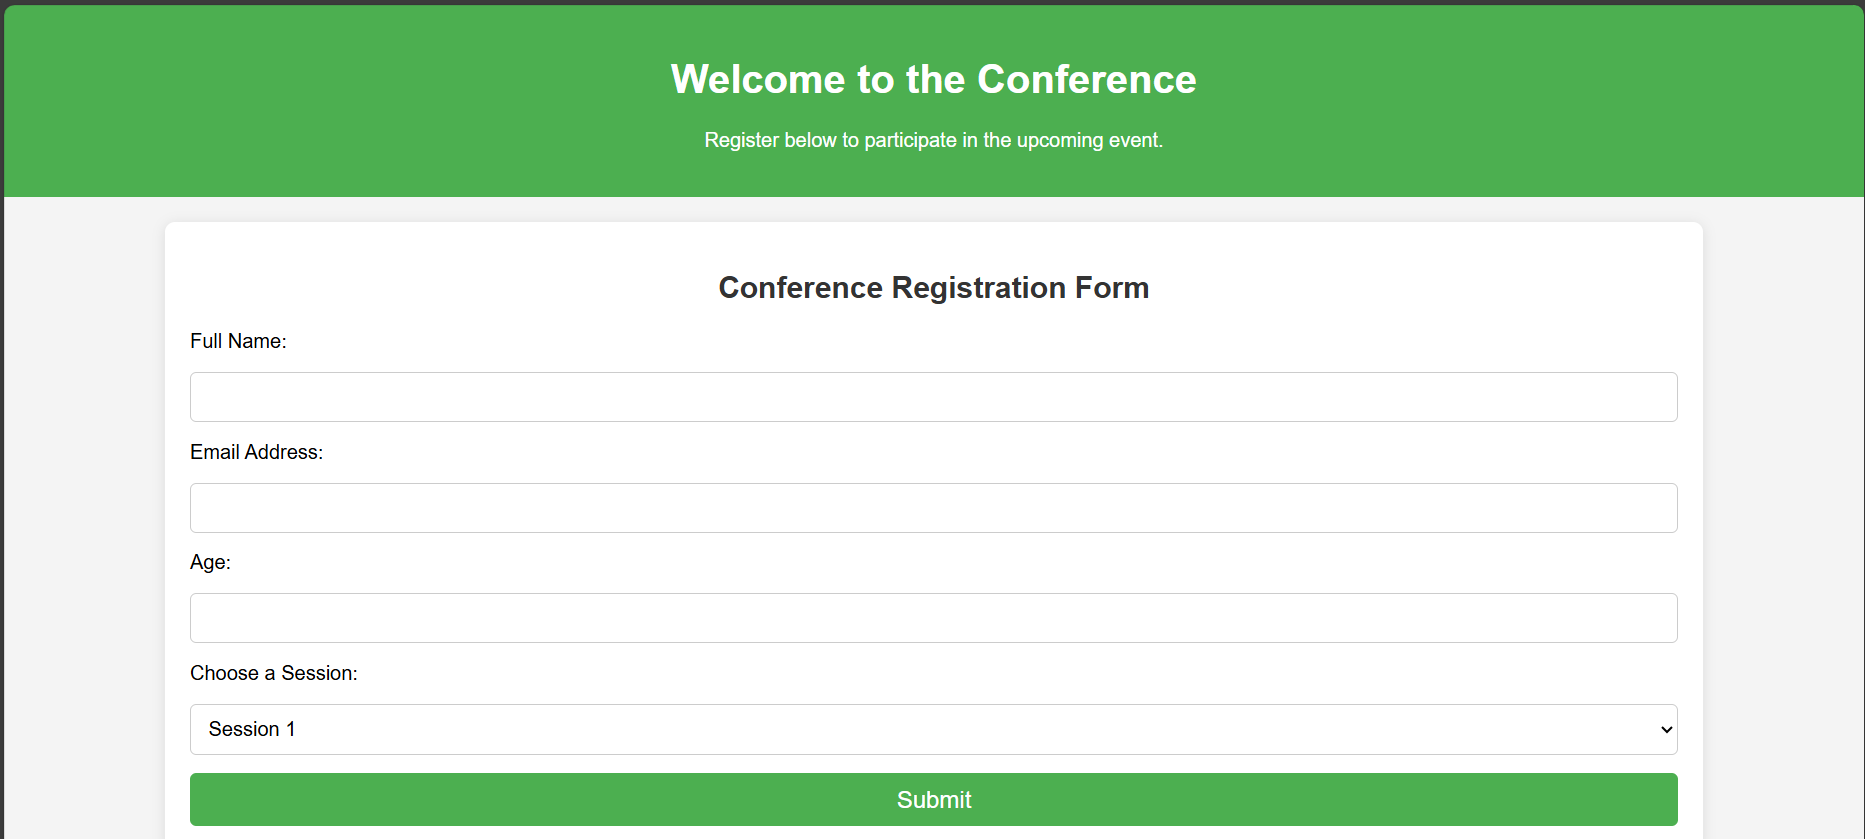 Welcome to the Conference
Register below to participate in the upcoming event.
Conference Registration Form
Full Name:
Email Address:
Age:
Choose a Session:
Session 1
Submit